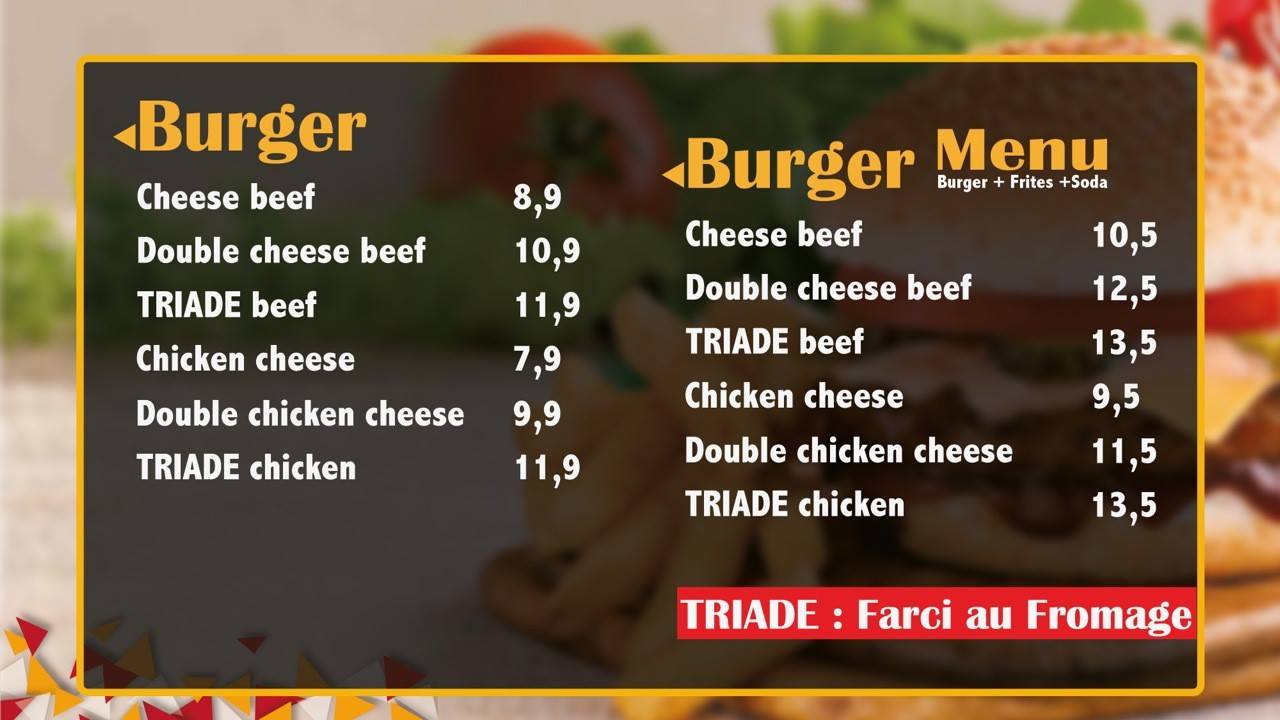 Burger
Cheese beef 8,9
Double cheese beef 10,9
TRIADE beef 11,9
Chicken cheese 7,9
Double chicken cheese 9,9
TRIADE chicken 11,9
Burger Menu
Burger + Frites +Soda
Cheese beef 10,5
Double cheese beef 12,5
TRIADE beef 13,5
Chicken cheese 9,5
Double chicken cheese 11,5
TRIADE chicken 13,5
TRIADE : Farci au Fromage